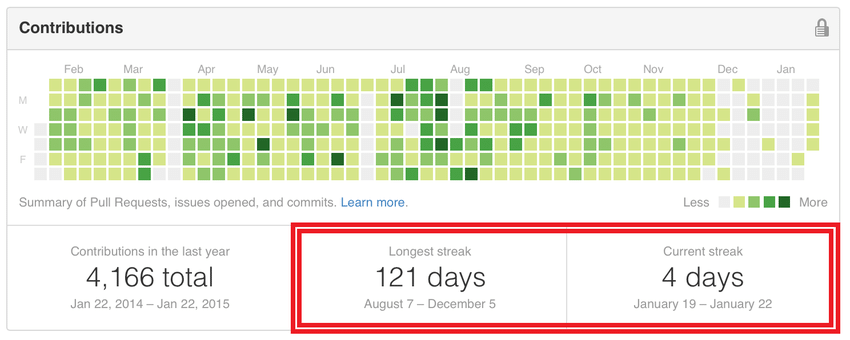 Contributions
Feb Mar Apr May Jun Jul Aug Sep Oct Nov Dec Jan
M
W
F
Summary of Pull Requests, issues opened, and commits. Learn more. Less More
Contributions in the last year
4,166 total
Jan 22, 2014 – Jan 22, 2015
Longest streak
121 days
August 7 – December 5
Current streak
4 days
January 19 – January 22